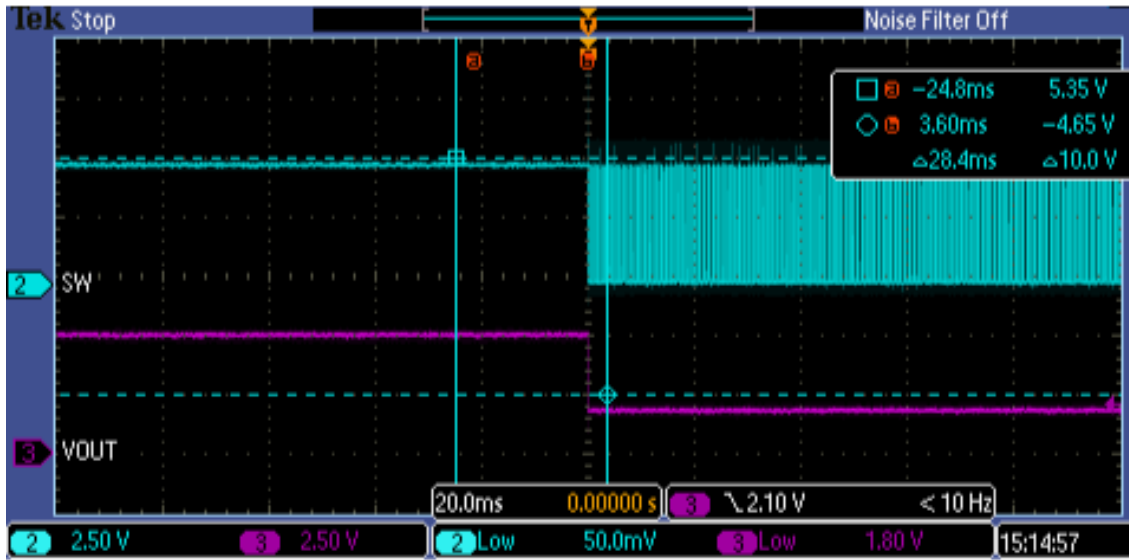 Tek Stop
Noise Filter Off
T
a b
a −24.8ms 5.35 V
b 3.60ms −4.65 V
△28.4ms △10.0 V
2 SW
3 VOUT
20.0ms 0.00000 s 3 2.10 V < 10 Hz
2 2.50 V 3 2.50 V 2 Low 50.0mV 3 Low 1.80 V 15:14:57